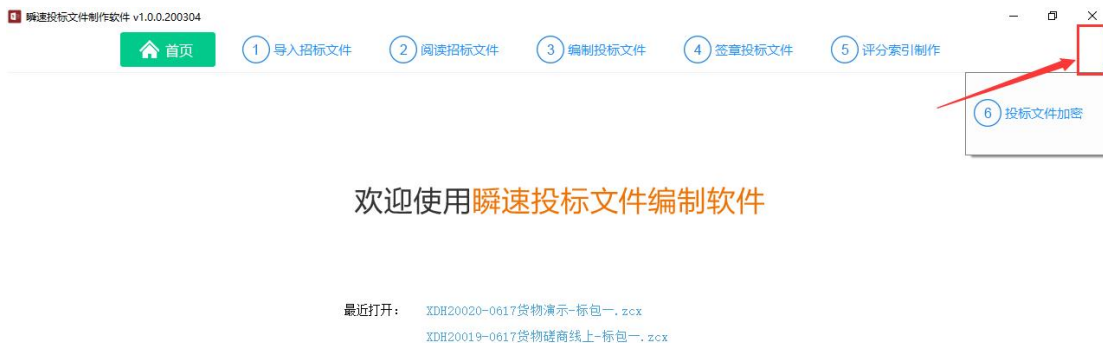 瞬速投标文件制作软件 v1.0.0.200304
首页 1 导入招标文件 2 阅读招标文件 3 编制投标文件 4 签章投标文件 5 评分索引制作
6 投标文件加密
欢迎使用瞬速投标文件编制软件
最近打开： XDH20020-0617货物演示-标包一.zcx
XDH20019-0617货物磋商线上-标包一.zcx